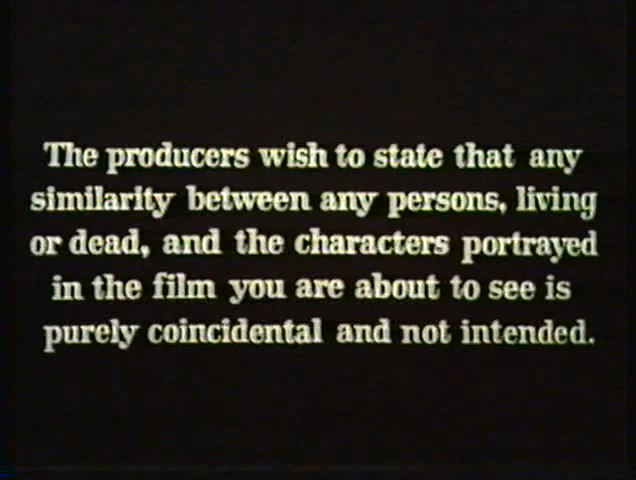 The producers wish to state that any
similarity between any persons, living
or dead, and the characters portrayed
in the film you are about to see is
purely coincidental and not intended.